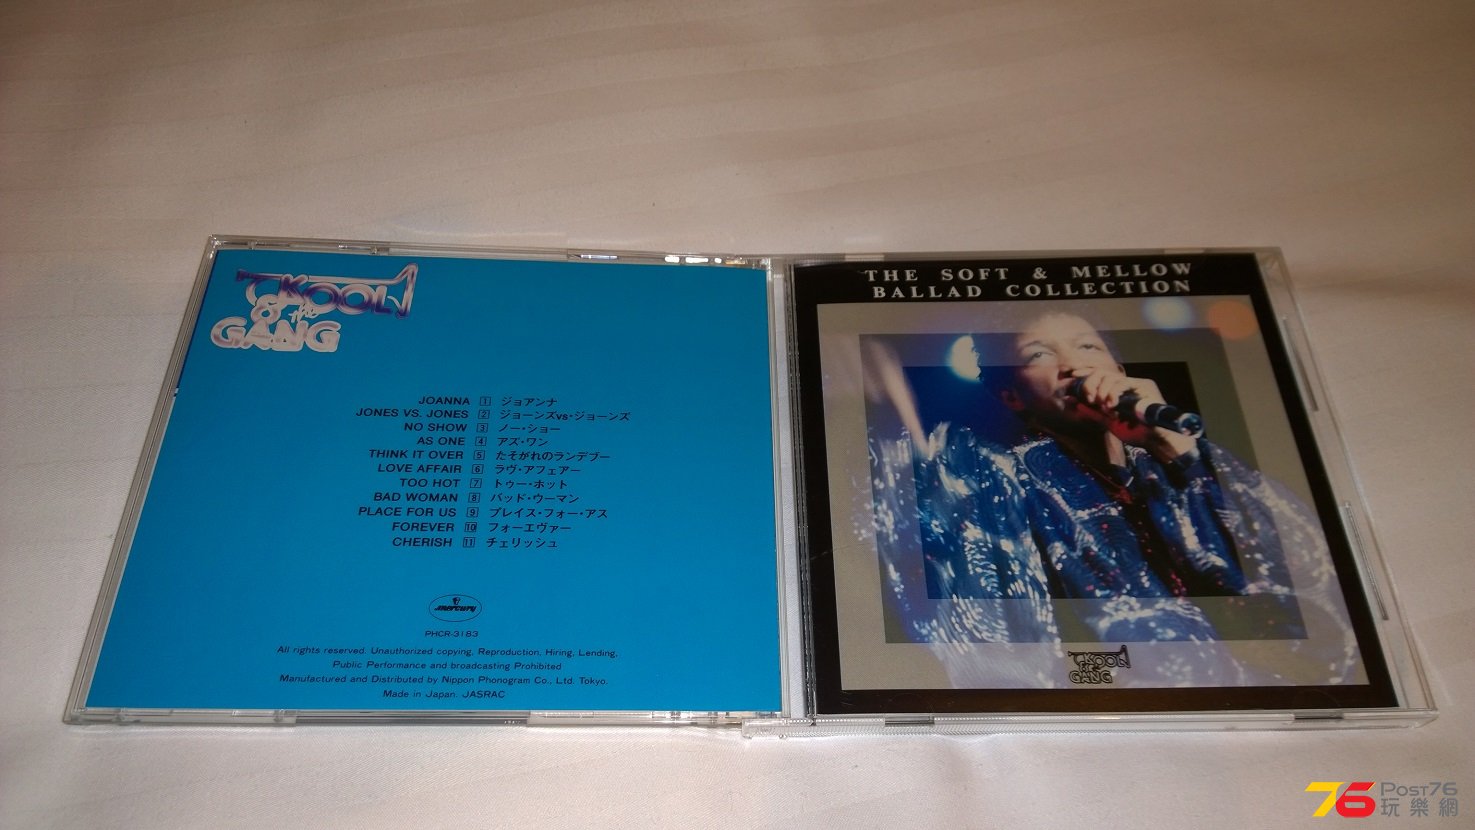 KOOL
& the
GANG
JOANNA 1 ジョアンナ
JONES VS. JONES 2 ジョーンズvs・ジョーンズ
NO SHOW 3 ノー・ショー
AS ONE 4 アズ・ワン
THINK IT OVER 5 たそがれのランデブー
LOVE AFFAIR 6 ラヴ・アフェアー
TOO HOT 7 トゥー・ホット
BAD WOMAN 8 バッド・ウーマン
PLACE FOR US 9 プレイス・フォー・アス
FOREVER 10 フォーエヴァー
CHERISH 11 チェリッシュ
mercury
PHCR-3183
All rights reserved. Unauthorized copying, Reproduction, Hiring, Lending,
Public Performance and broadcasting Prohibited
Manufactured and Distributed by Nippon Phonogram Co., Ltd. Tokyo.
Made in Japan. JASRAC
THE SOFT & MELLOW
BALLAD COLLECTION
KOOL
& the
GANG
76 Post76
玩樂網